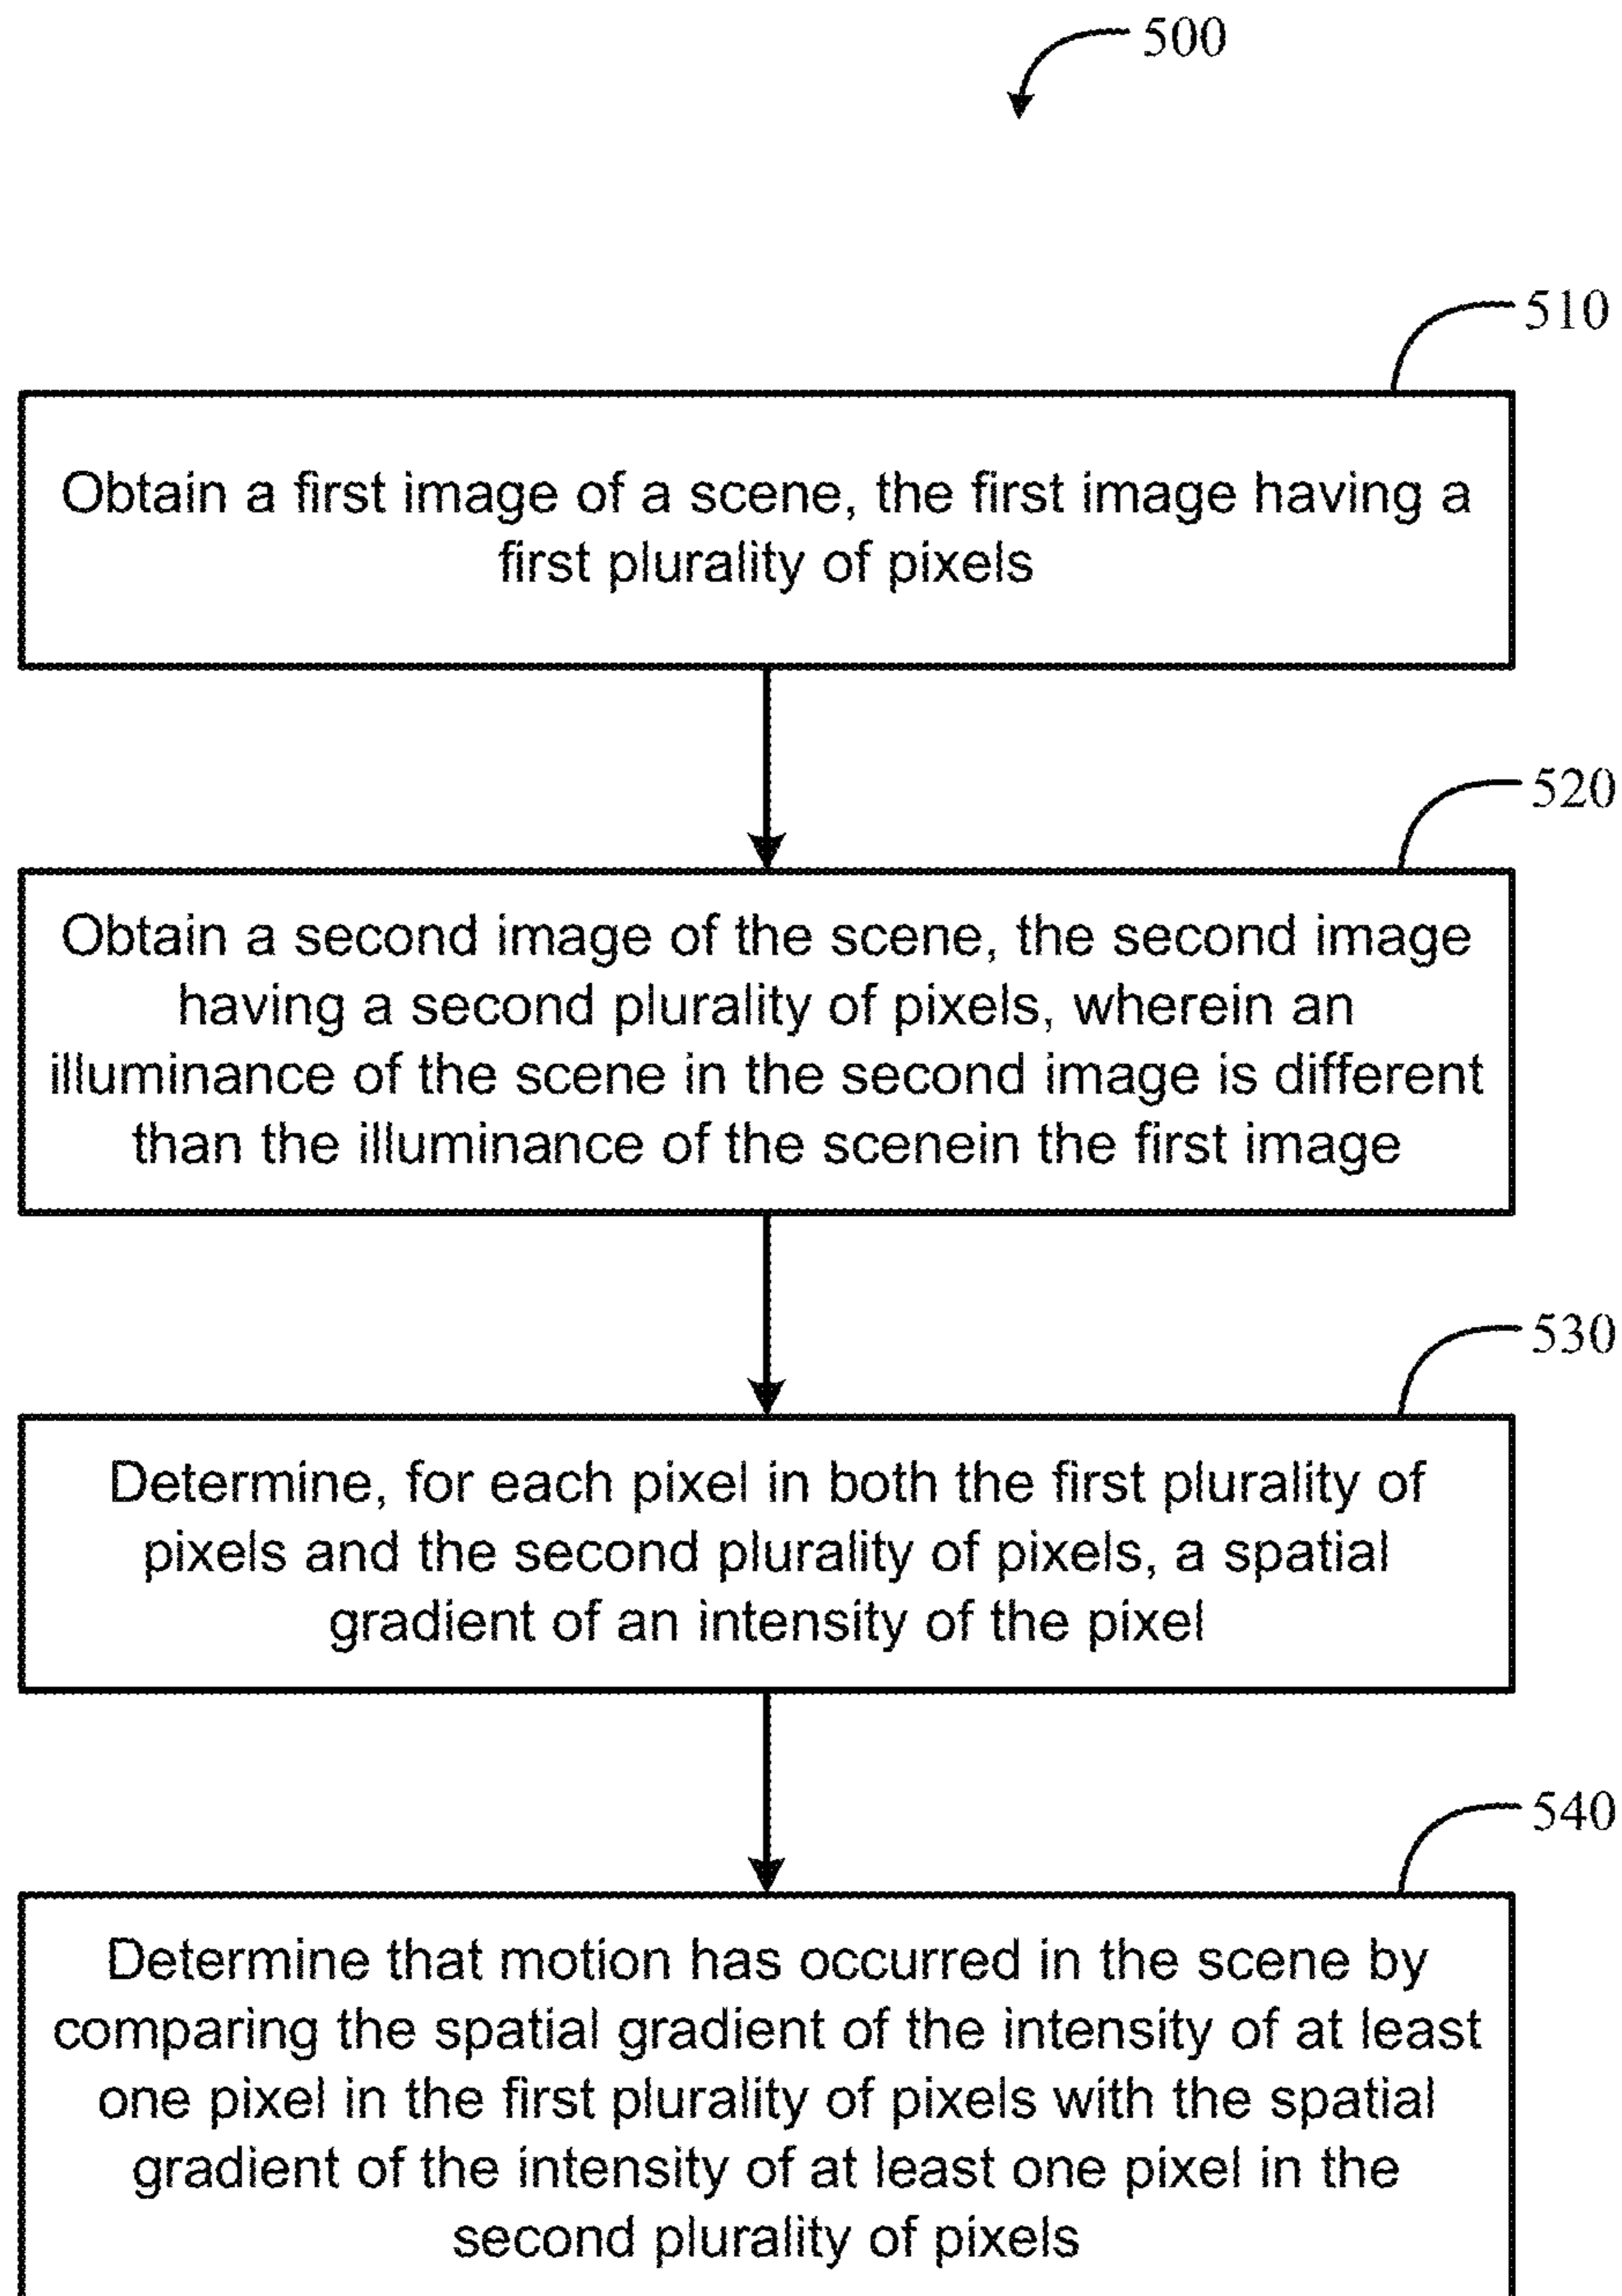 500
510
Obtain a first image of a scene, the first image having a
first plurality of pixels
520
Obtain a second image of the scene, the second image
having a second plurality of pixels, wherein an
illuminance of the scene in the second image is different
than the illuminance of the scenein the first image
530
Determine, for each pixel in both the first plurality of
pixels and the second plurality of pixels, a spatial
gradient of an intensity of the pixel
540
Determine that motion has occurred in the scene by
comparing the spatial gradient of the intensity of at least
one pixel in the first plurality of pixels with the spatial
gradient of the intensity of at least one pixel in the
second plurality of pixels